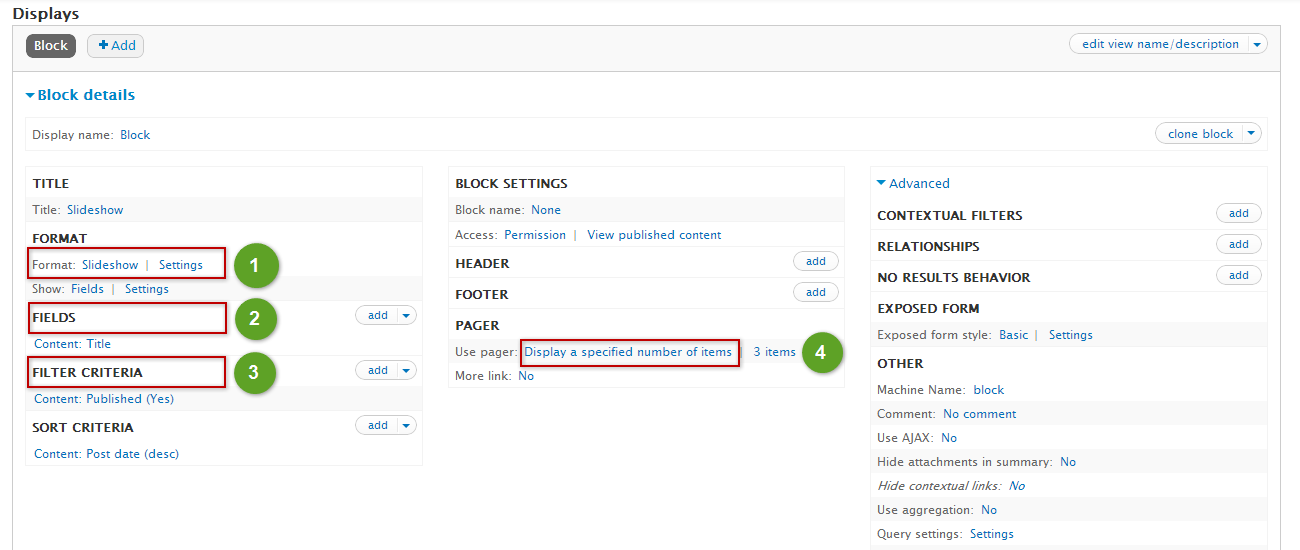 Displays
Block + Add edit view name/description
Block details
Display name: Block clone block
TITLE
Title: Slideshow
FORMAT
Format: Slideshow | Settings 1
Show: Fields | Settings
FIELDS add 2
Content: Title
FILTER CRITERIA add 3
Content: Published (Yes)
SORT CRITERIA add
Content: Post date (desc)
BLOCK SETTINGS
Block name: None
Access: Permission | View published content
HEADER add
FOOTER add
PAGER
Use pager: Display a specified number of items | 3 items 4
More link: No
Advanced
CONTEXTUAL FILTERS add
RELATIONSHIPS add
NO RESULTS BEHAVIOR add
EXPOSED FORM
Exposed form style: Basic | Settings
OTHER
Machine Name: block
Comment: No comment
Use AJAX: No
Hide attachments in summary: No
Hide contextual links: No
Use aggregation: No
Query settings: Settings